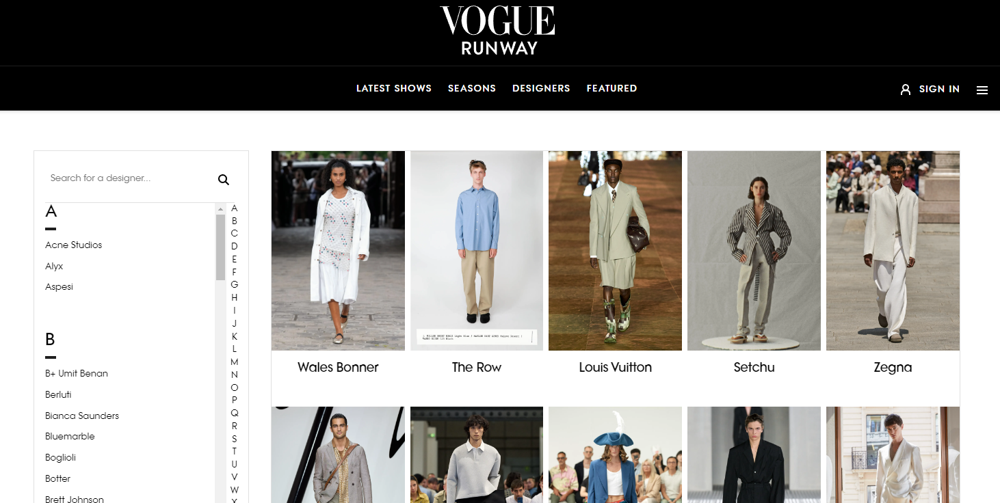 VOGUE
RUNWAY
LATEST SHOWS SEASONS DESIGNERS FEATURED
SIGN IN
Search for a designer...
A
Acne Studios
Alyx
Aspesi
B
B+ Umit Benan
Berluti
Bianca Saunders
Bluemarble
Boglioli
Botter
Brett Johnson
A
B
C
D
E
F
G
H
I
J
K
L
M
N
O
P
Q
R
S
T
U
V
W
X
Wales Bonner
The Row
Louis Vuitton
Setchu
Zegna